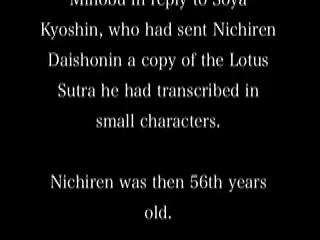 Minobu in reply to Soya
Kyoshin, who had sent Nichiren
Daishonin a copy of the Lotus
Sutra he had transcribed in
small characters.
Nichiren was then 56th years
old.